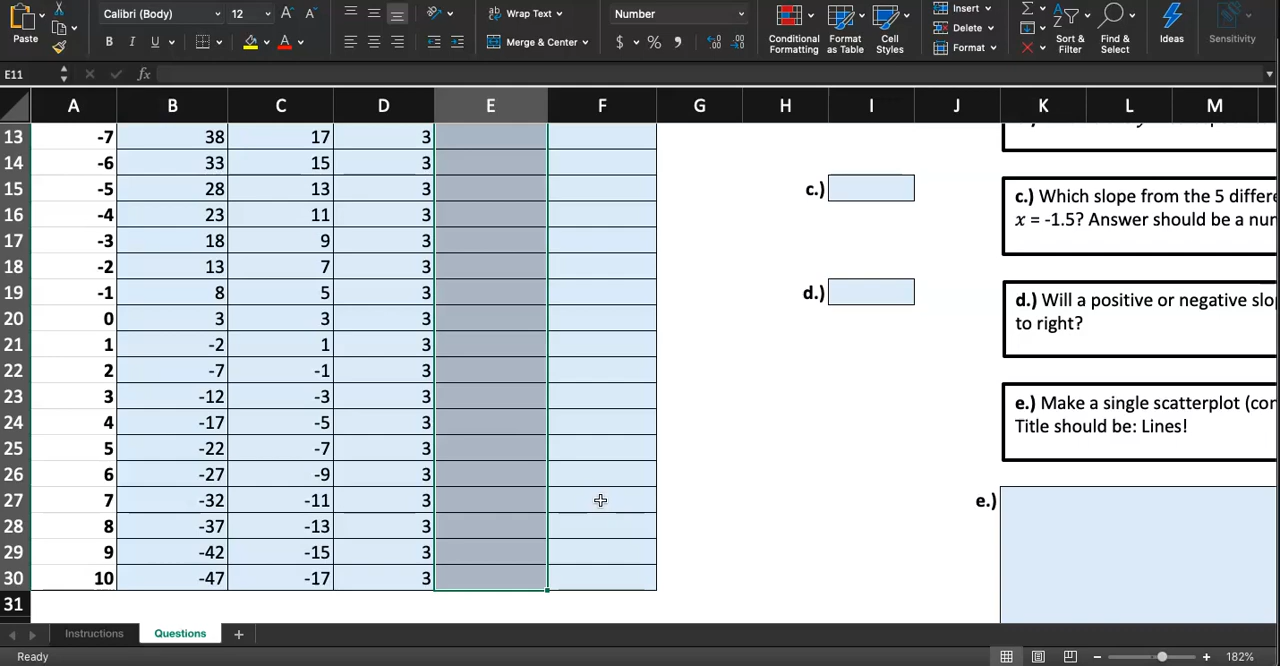 Calibri (Body) 12 A^ A Wrap Text Number Insert
Paste B I U Merge & Center $ % Conditional Formatting Format as Table Cell Styles Delete Format Sort & Filter Find & Select Ideas Sensitivity
E11 fx
A B C D E F G H I J K L M
13 -7 38 17 3
14 -6 33 15 3
15 -5 28 13 3 c.) c.) Which slope from the 5 differe
16 -4 23 11 3 x = -1.5? Answer should be a nur
17 -3 18 9 3
18 -2 13 7 3
19 -1 8 5 3 d.) d.) Will a positive or negative slo
20 0 3 3 3 to right?
21 1 -2 1 3
22 2 -7 -1 3
23 3 -12 -3 3 e.) Make a single scatterplot (cor
24 4 -17 -5 3 Title should be: Lines!
25 5 -22 -7 3
26 6 -27 -9 3
27 7 -32 -11 3 e.)
28 8 -37 -13 3
29 9 -42 -15 3
30 10 -47 -17 3
31
Instructions Questions +
Ready - + 182%